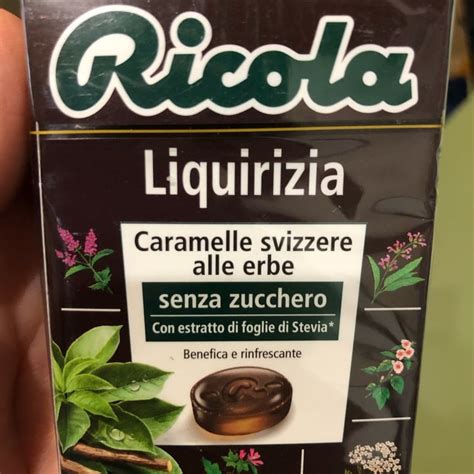 Ricola
Liquirizia
Caramelle svizzere
alle erbe
senza zucchero
Con estratto di foglie di Stevia*
Benefica e rinfrescante